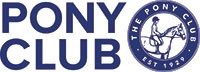 PONY
CLUB
THE PONY CLUB
EST 1929